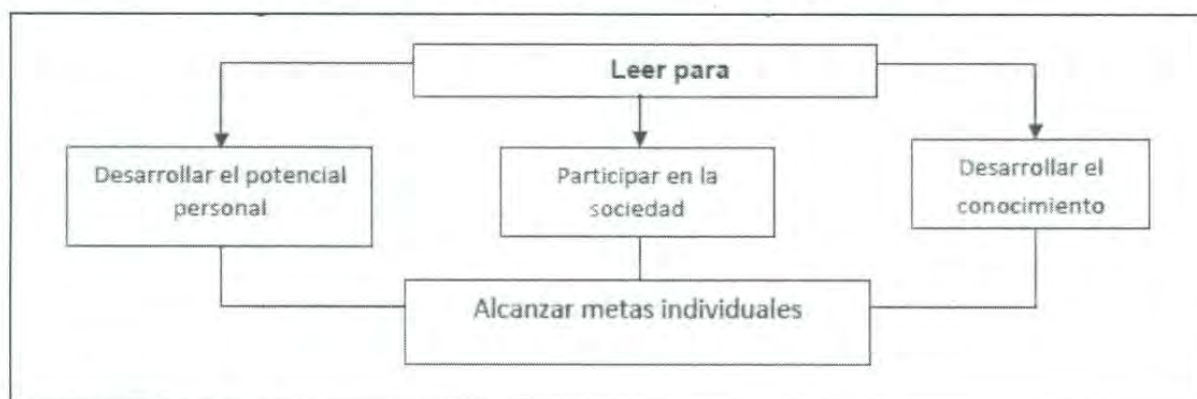 Leer para
Desarrollar el potencial
personal
Participar en la
sociedad
Desarrollar el
conocimiento
Alcanzar metas individuales